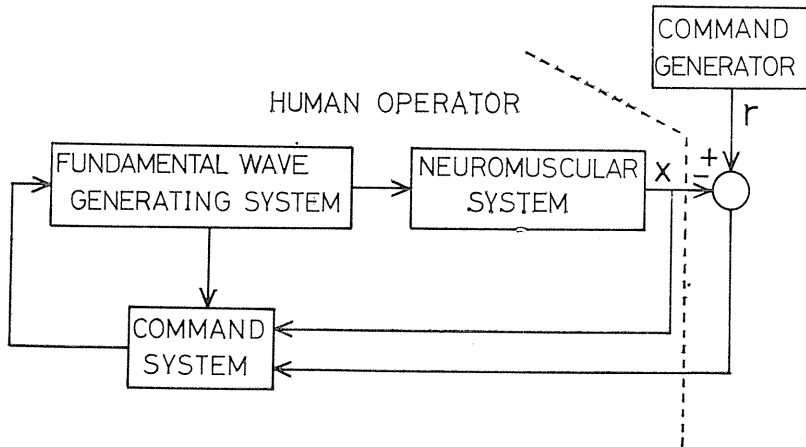 COMMAND
GENERATOR
r
HUMAN OPERATOR
FUNDAMENTAL WAVE
GENERATING SYSTEM
NEUROMUSCULAR
SYSTEM
X
+
-
COMMAND
SYSTEM